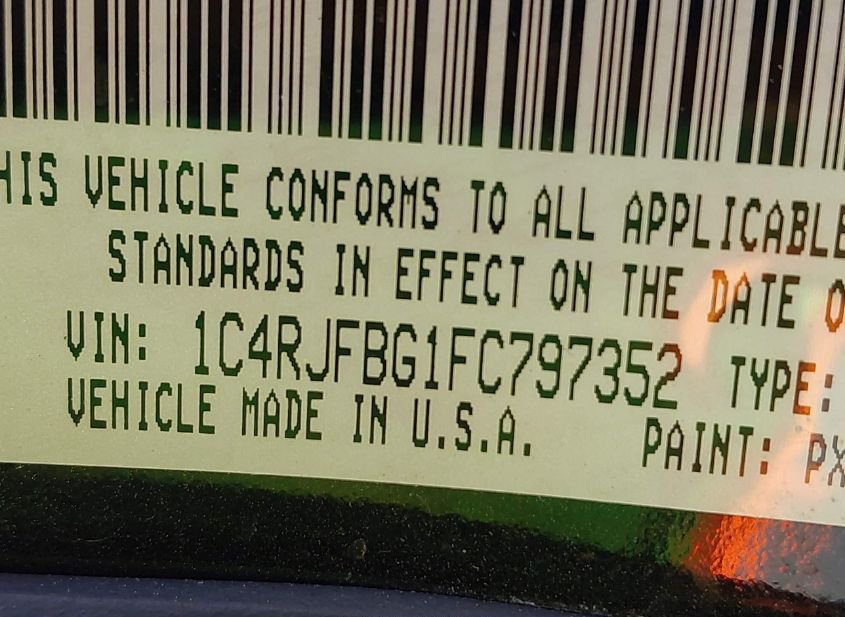 HIS VEHICLE CONFORMS TO ALL APPLICABLE
STANDARDS IN EFFECT ON THE DATE O
VIN: 1C4RJFBG1FC797352 TYPE:
VEHICLE MADE IN U.S.A. PAINT: PX